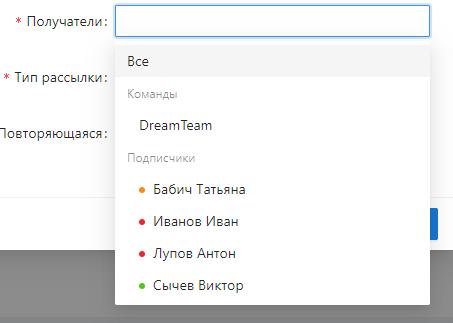 * Получатели:
Все
Команды
* Тип рассылки:
DreamTeam
Повторяющаяся:
Подписчики
Бабич Татьяна
Иванов Иван
Лупов Антон
Сычев Виктор